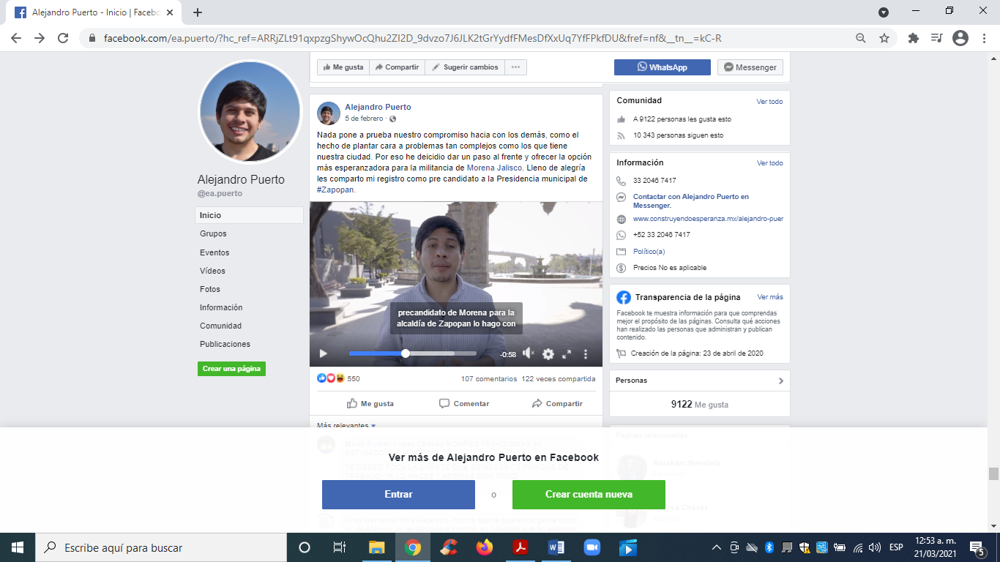 Alejandro Puerto - Inicio | Facebo
facebook.com/ea.puerto/?hc_ref=ARRjZLt91qxpzgShywOcQhu2ZI2D_9dvzo7J6JLK2tGrYydfFMesDfXxUq7YfFPkfDU&fref=nf&__tn__=kC-R
Alejandro Puerto
@ea.puerto
Inicio
Grupos
Eventos
Vídeos
Fotos
Información
Comunidad
Publicaciones
Crear una página
Me gusta
Compartir
Sugerir cambios
WhatsApp
Messenger
Alejandro Puerto
5 de febrero ·
Nada pone a prueba nuestro compromiso hacia con los demás, como el
hecho de plantar cara a problemas tan complejos como los que tiene
nuestra ciudad. Por eso he deicidio dar un paso al frente y ofrecer la opción
más esperanzadora para la militancia de Morena Jalisco. Lleno de alegría
les comparto mi registro como pre candidato a la Presidencia municipal de
#Zapopan.
precandidato de Morena para la
alcaldía de Zapopan lo hago con
-0:58
550
107 comentarios 122 veces compartida
Me gusta
Comentar
Compartir
Más relevantes
Comunidad
Ver todo
A 9122 personas les gusta esto
10 343 personas siguen esto
Información
Ver todo
33 2046 7417
Contactar con Alejandro Puerto en
Messenger.
www.construyendoesperanza.mx/alejandro-puer
+52 33 2046 7417
Político(a)
Precios No es aplicable
Transparencia de la página
Ver más
Facebook te muestra información para que comprendas
mejor el propósito de las páginas. Consulta qué acciones
han realizado las personas que administran y publican
contenido.
Creación de la página: 23 de abril de 2020
Personas
9122 Me gusta
Páginas relacionadas
Abraham Mendieta
Ver más de Alejandro Puerto en Facebook
Entrar
o
Crear cuenta nueva
Escribe aquí para buscar
ESP
12:53 a. m.
21/03/2021
5